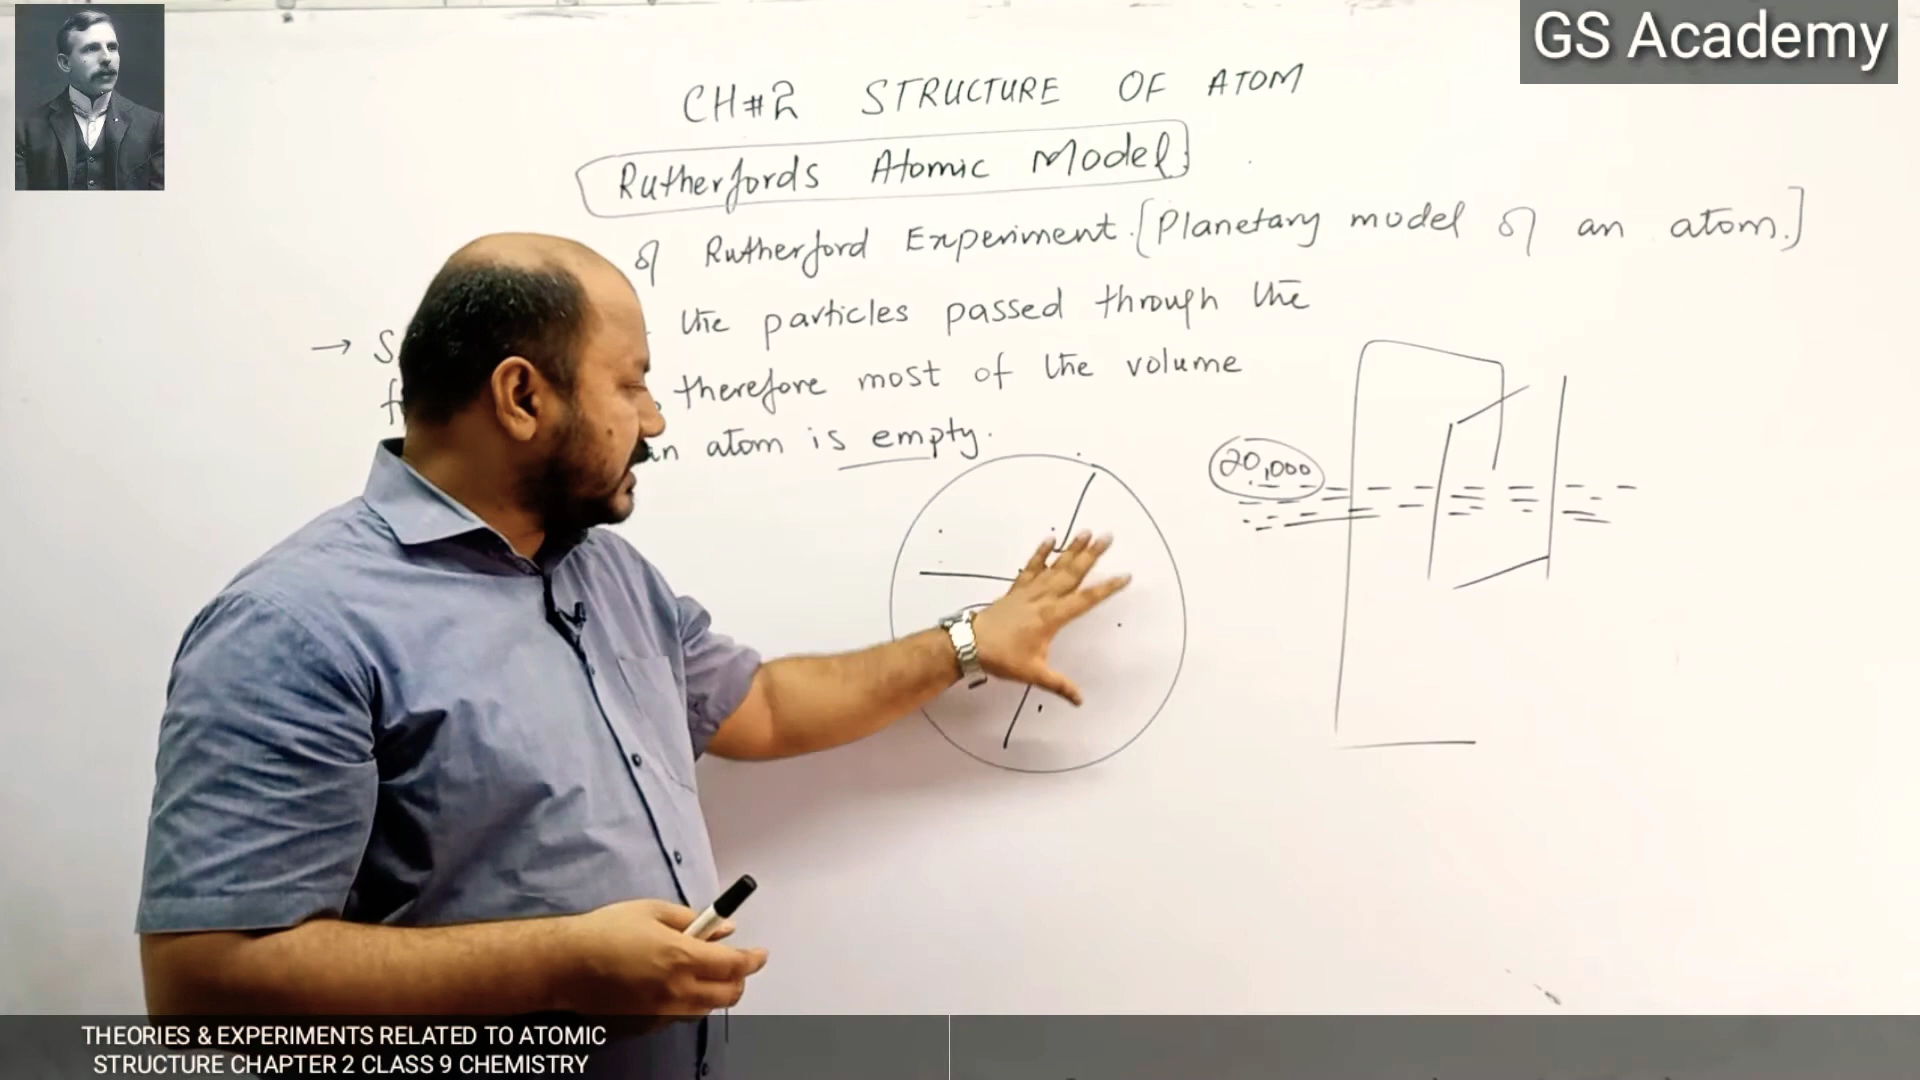 GS Academy
CH#2 STRUCTURE OF ATOM
Rutherfords Atomic Model
of Rutherford Experiment. [Planetary model of an atom.]
→ S the particles passed through the
f therefore most of the volume
an atom is empty.
20,000
THEORIES & EXPERIMENTS RELATED TO ATOMIC
STRUCTURE CHAPTER 2 CLASS 9 CHEMISTRY